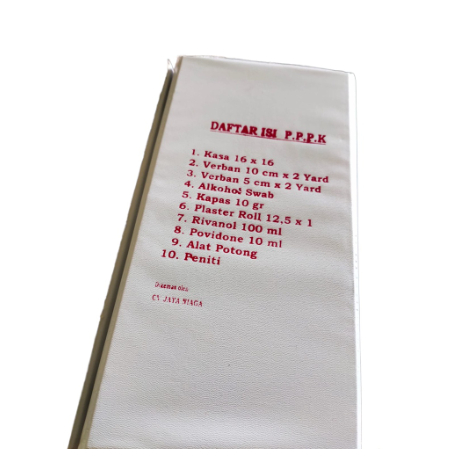 DAFTAR ISI P.P.P.K
1. Kasa 16 x 16
2. Verban 10 cm x 2 Yard
3. Verban 5 cm x 2 Yard
4. Alkohol Swab
5. Kapas 10 gr
6. Plaster Roll 12,5 x 1
7. Rivanol 100 ml
8. Povidone 10 ml
9. Alat Potong
10. Peniti
oleh
CV JAYA NIAGA